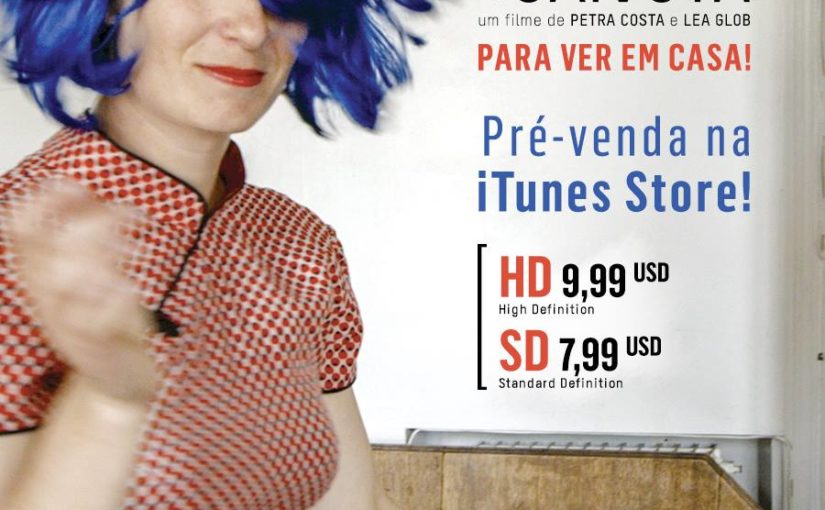 um filme de PETRA COSTA e LEA GLOB
PARA VER EM CASA!
Pré-venda na
iTunes Store!
HD 9,99 USD
High Definition
SD 7,99 USD
Standard Definition